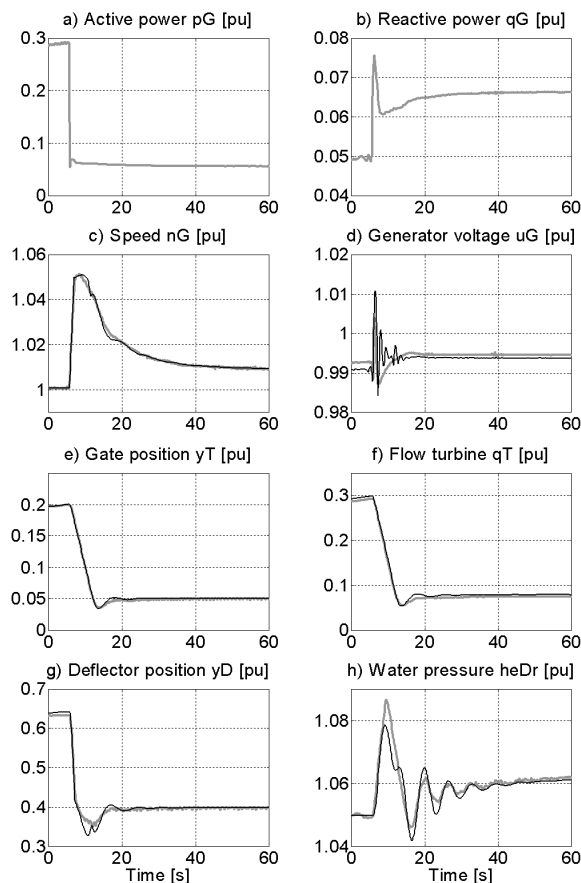 a) Active power pG [pu]
0.3
0.2
0.1
0
0 20 40 60
b) Reactive power qG [pu]
0.08
0.07
0.06
0.05
0.04
0 20 40 60
c) Speed nG [pu]
1.06
1.04
1.02
1
0 20 40 60
d) Generator voltage uG [pu]
1.02
1.01
1
0.99
0.98
0 20 40 60
e) Gate position yT [pu]
0.2
0.1
0.05
0
0 20 40 60
f) Flow turbine qT [pu]
0.3
0.2
0.1
0
0 20 40 60
g) Deflector position yD [pu]
0.7
0.6
0.5
0.4
0.3
0 20 40 60
Time [s]
h) Water pressure heDr [pu]
1.08
1.06
1.04
0 20 40 60
Time [s]